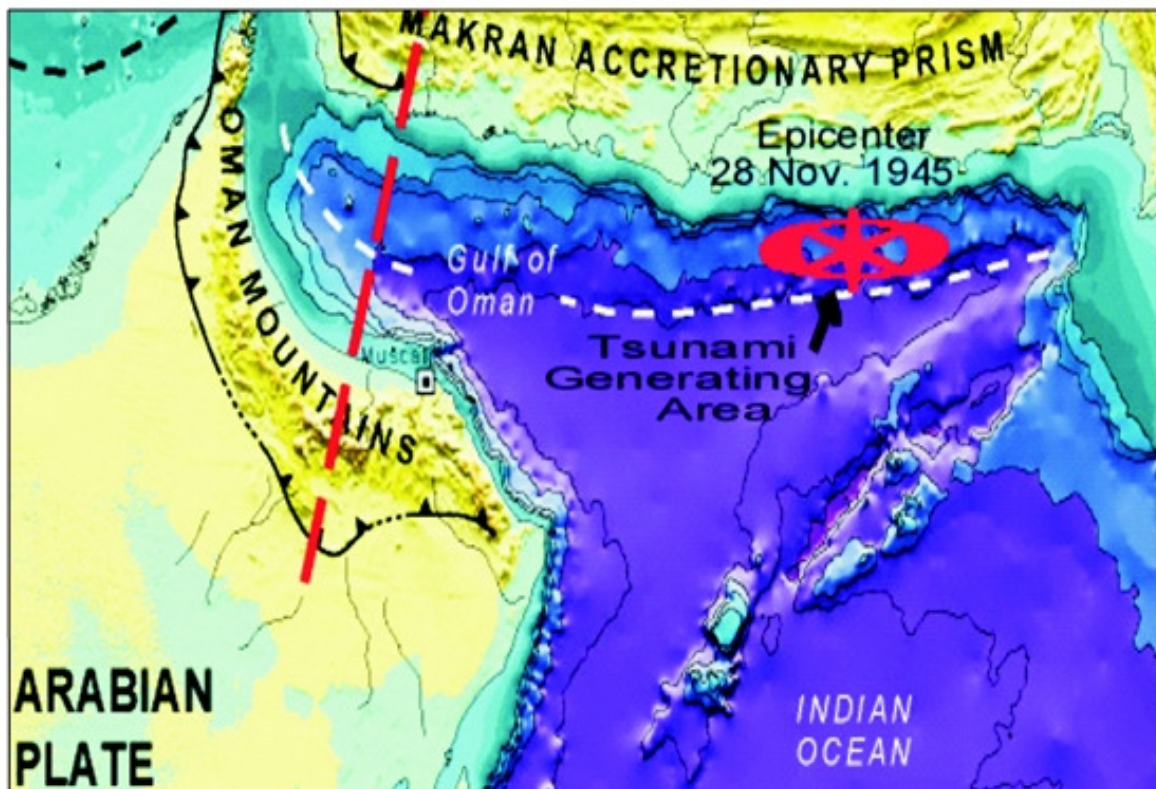 MAKRAN ACCRETIONARY PRISM
Epicenter
28 Nov. 1945
OMAN MOUNTAINS
Gulf of
Oman
Muscat
Tsunami
Generating
Area
ARABIAN
PLATE
INDIAN
OCEAN